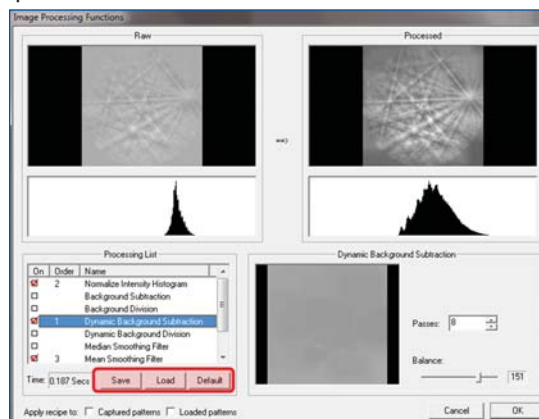 Image Processing Functions
Raw
Processed
==>
Processing List
On Order Name
2 Normalize Intensity Histogram
Background Subtraction
Background Division
1 Dynamic Background Subtraction
Dynamic Background Division
Median Smoothing Filter
3 Mean Smoothing Filter
Time: 0.187 Secs Save Load Default
Dynamic Background Subtraction
Passes: 8
Balance:
151
Apply recipe to: Captured patterns Loaded patterns
Cancel OK